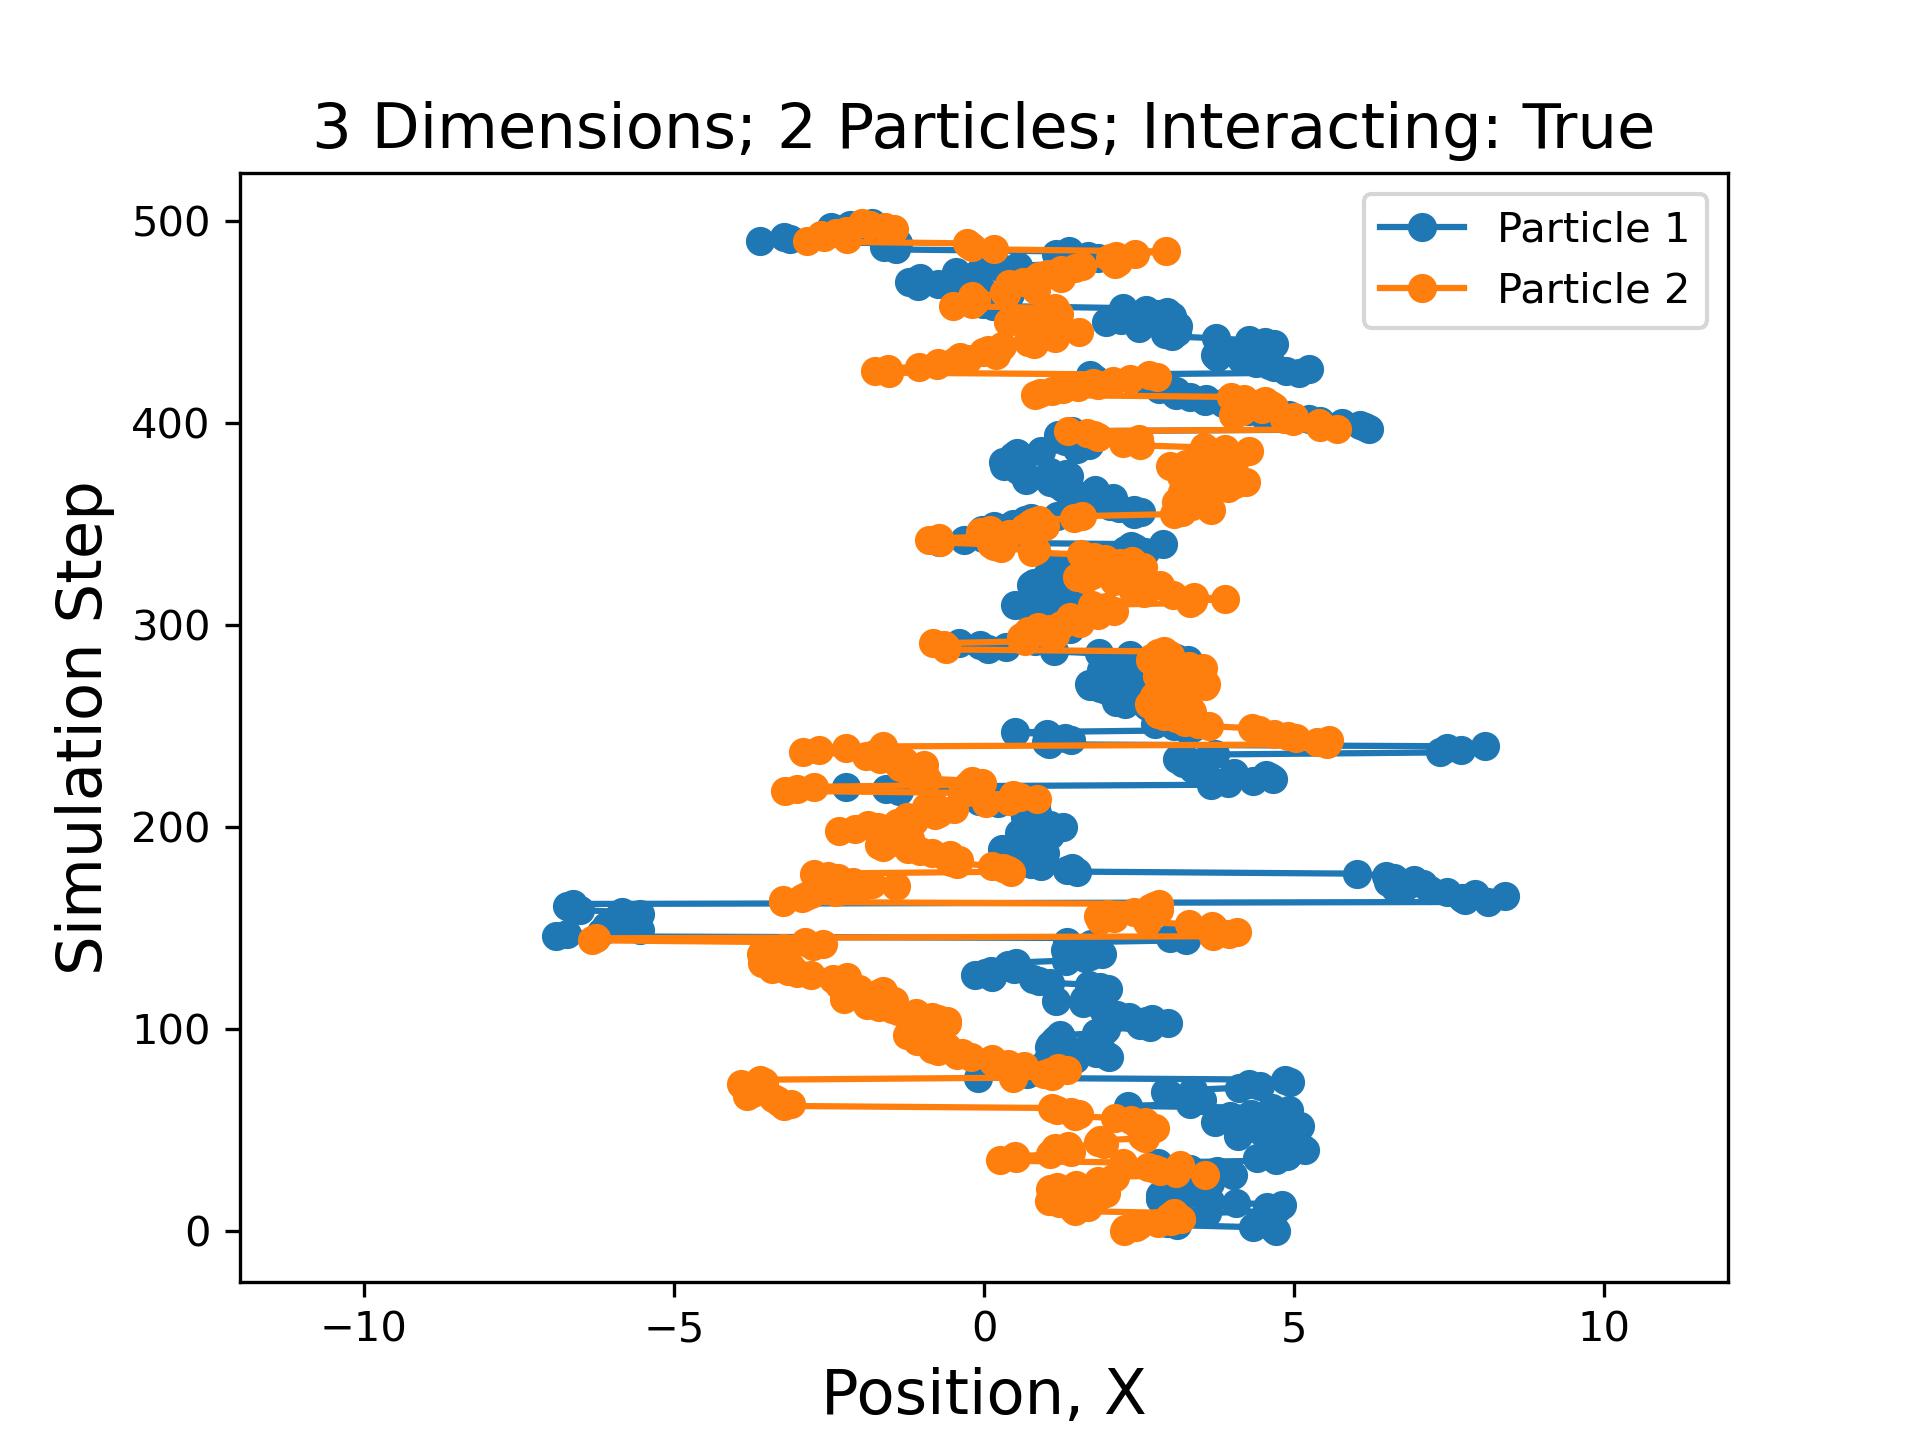 3 Dimensions; 2 Particles; Interacting: True
Particle 1
Particle 2
500
400
300
200
100
0
Simulation Step
−10
−5
0
5
10
Position, X